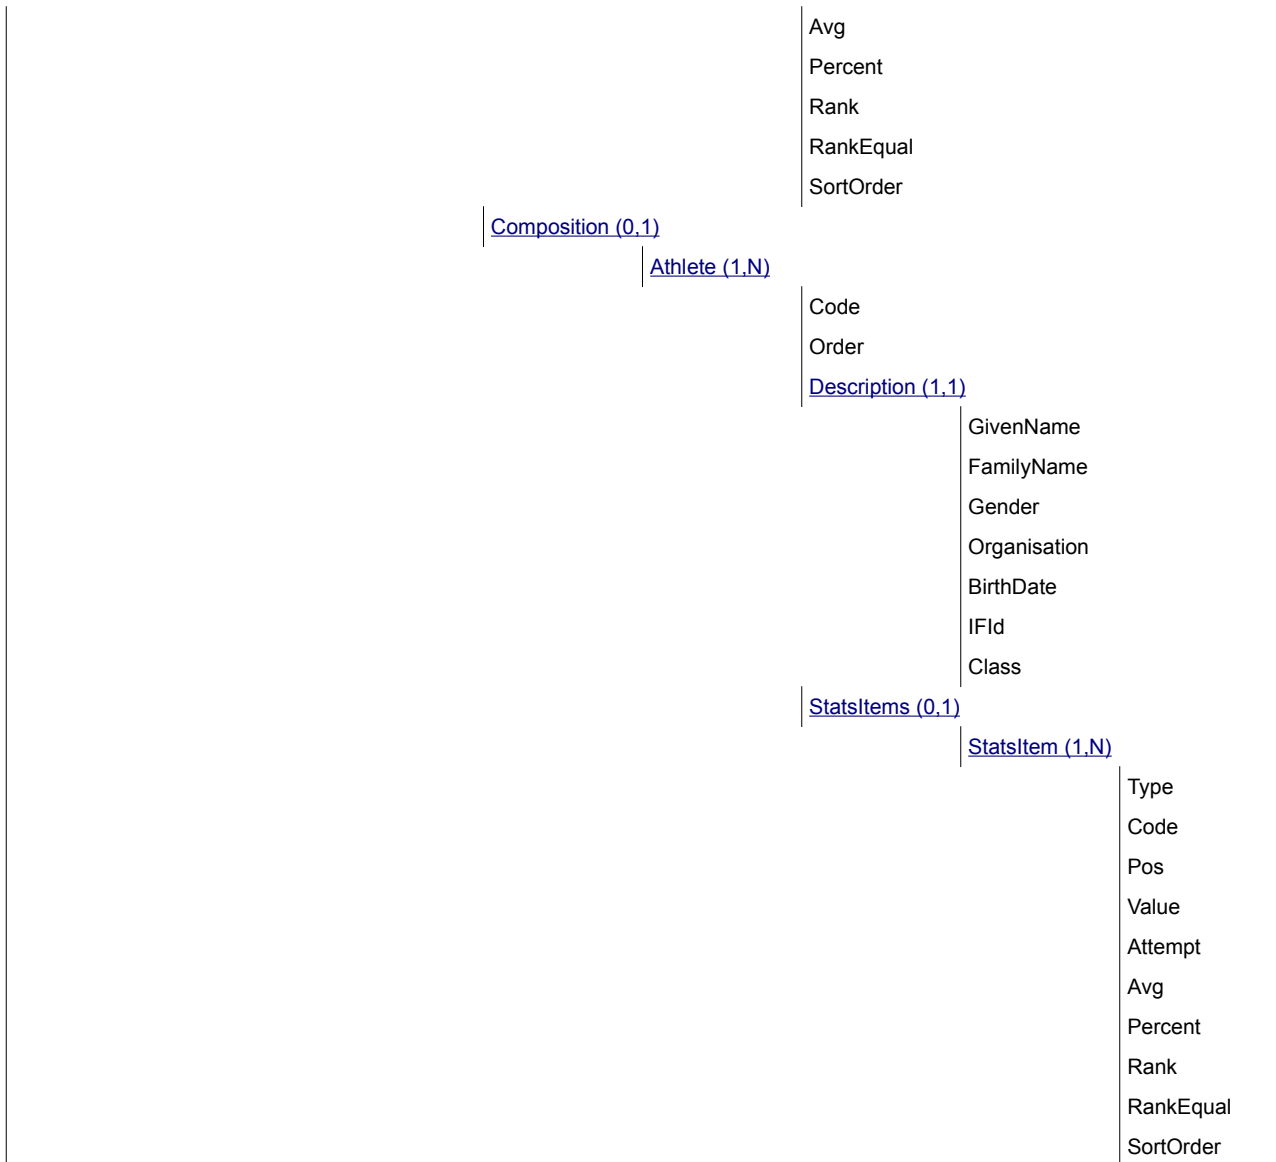 Avg
Percent
Rank
RankEqual
SortOrder
Composition (0,1)
Athlete (1,N)
Code
Order
Description (1,1)
GivenName
FamilyName
Gender
Organisation
BirthDate
IFId
Class
StatsItems (0,1)
StatsItem (1,N)
Type
Code
Pos
Value
Attempt
Avg
Percent
Rank
RankEqual
SortOrder